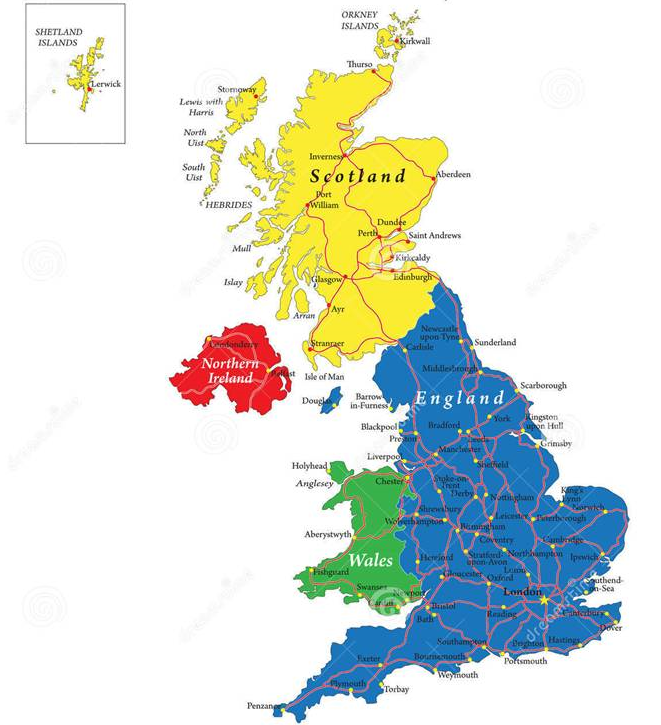 SHETLAND
ISLANDS
Lerwick
ORKNEY
ISLANDS
Kirkwall
Thurso
Stornoway
Lewis with
Harris
North
Uist
South
Uist
HEBRIDES
Inverness
Scotland
Aberdeen
Port
William
Dundee
Perth
Saint Andrews
Kirkcaldy
Mull
Islay
Glasgow
Edinburgh
Arran
Ayr
Stranraer
Londonderry
Northern
Ireland
Belfast
Isle of Man
Douglas
Newcastle
upon Tyne
Sunderland
Carlisle
Middlesbrough
Scarborough
Barrow
in-Furness
England
York
Kingston
upon Hull
Blackpool
Bradford
Leeds
Preston
Grimsby
Manchester
Liverpool
Sheffield
Holyhead
Anglesey
Chester
Stoke-on-
Trent
Derby
Nottingham
King's
Lynn
Norwich
Shrewsbury
Leicester
Peterborough
Wolverhampton
Birmingham
Aberystwyth
Coventry
Cambridge
Wales
Hereford
Stratford-
upon-Avon
Northampton
Ipswich
Fishguard
Gloucester
Oxford
Luton
Swansea
Newport
London
Southend-
on-Sea
Cardiff
Bristol
Reading
Canterbury
Bath
Dover
Southampton
Brighton
Hastings
Exeter
Bournemouth
Portsmouth
Weymouth
Plymouth
Torbay
Penzance